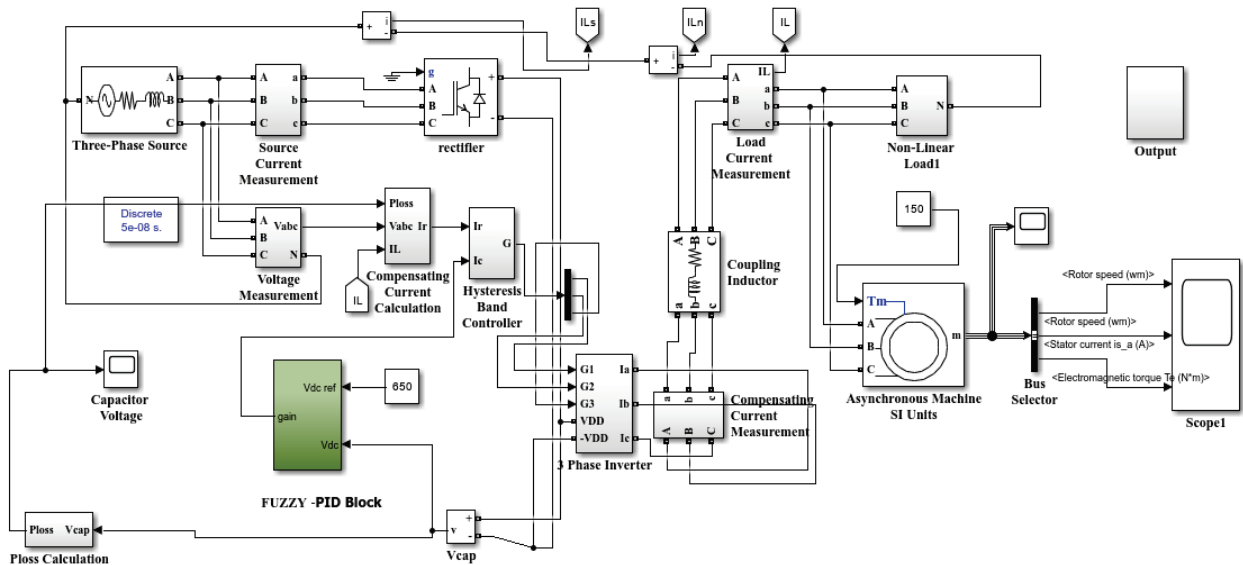 ILs
ILn
IL
i
+
-
i
+
-
N
A
B
C
Three-Phase Source
A
B
C
a
b
c
Source
Current
Measurement
g
A
B
C
+
-
rectifier
A
B
C
IL
a
b
c
Load
Current
Measurement
A
B
C
N
Non-Linear
Load1
Output
Discrete
5e-08 s.
A
B
C
Vabc
N
Voltage
Measurement
Ploss
Vabc
IL
Ir
Compensating
Current
Calculation
IL
Ir
Ic
G
Hysteresis
Band
Controller
A
B
C
a
b
c
Coupling
Inductor
150
Tm
A
B
C
m
Asynchronous Machine
SI Units
Bus
Selector
<Rotor speed (wm)>
<Rotor speed (wm)>
<Stator current is_a (A)>
<Electromagnetic torque Te (N*m)>
Scope1
Capacitor
Voltage
Vdc ref
gain
Vdc
650
FUZZY -PID Block
G1
G2
G3
VDD
-VDD
Ia
Ib
Ic
3 Phase Inverter
a
b
c
A
B
C
Compensating
Current
Measurement
Ploss
Vcap
Ploss Calculation
v
+
-
Vcap